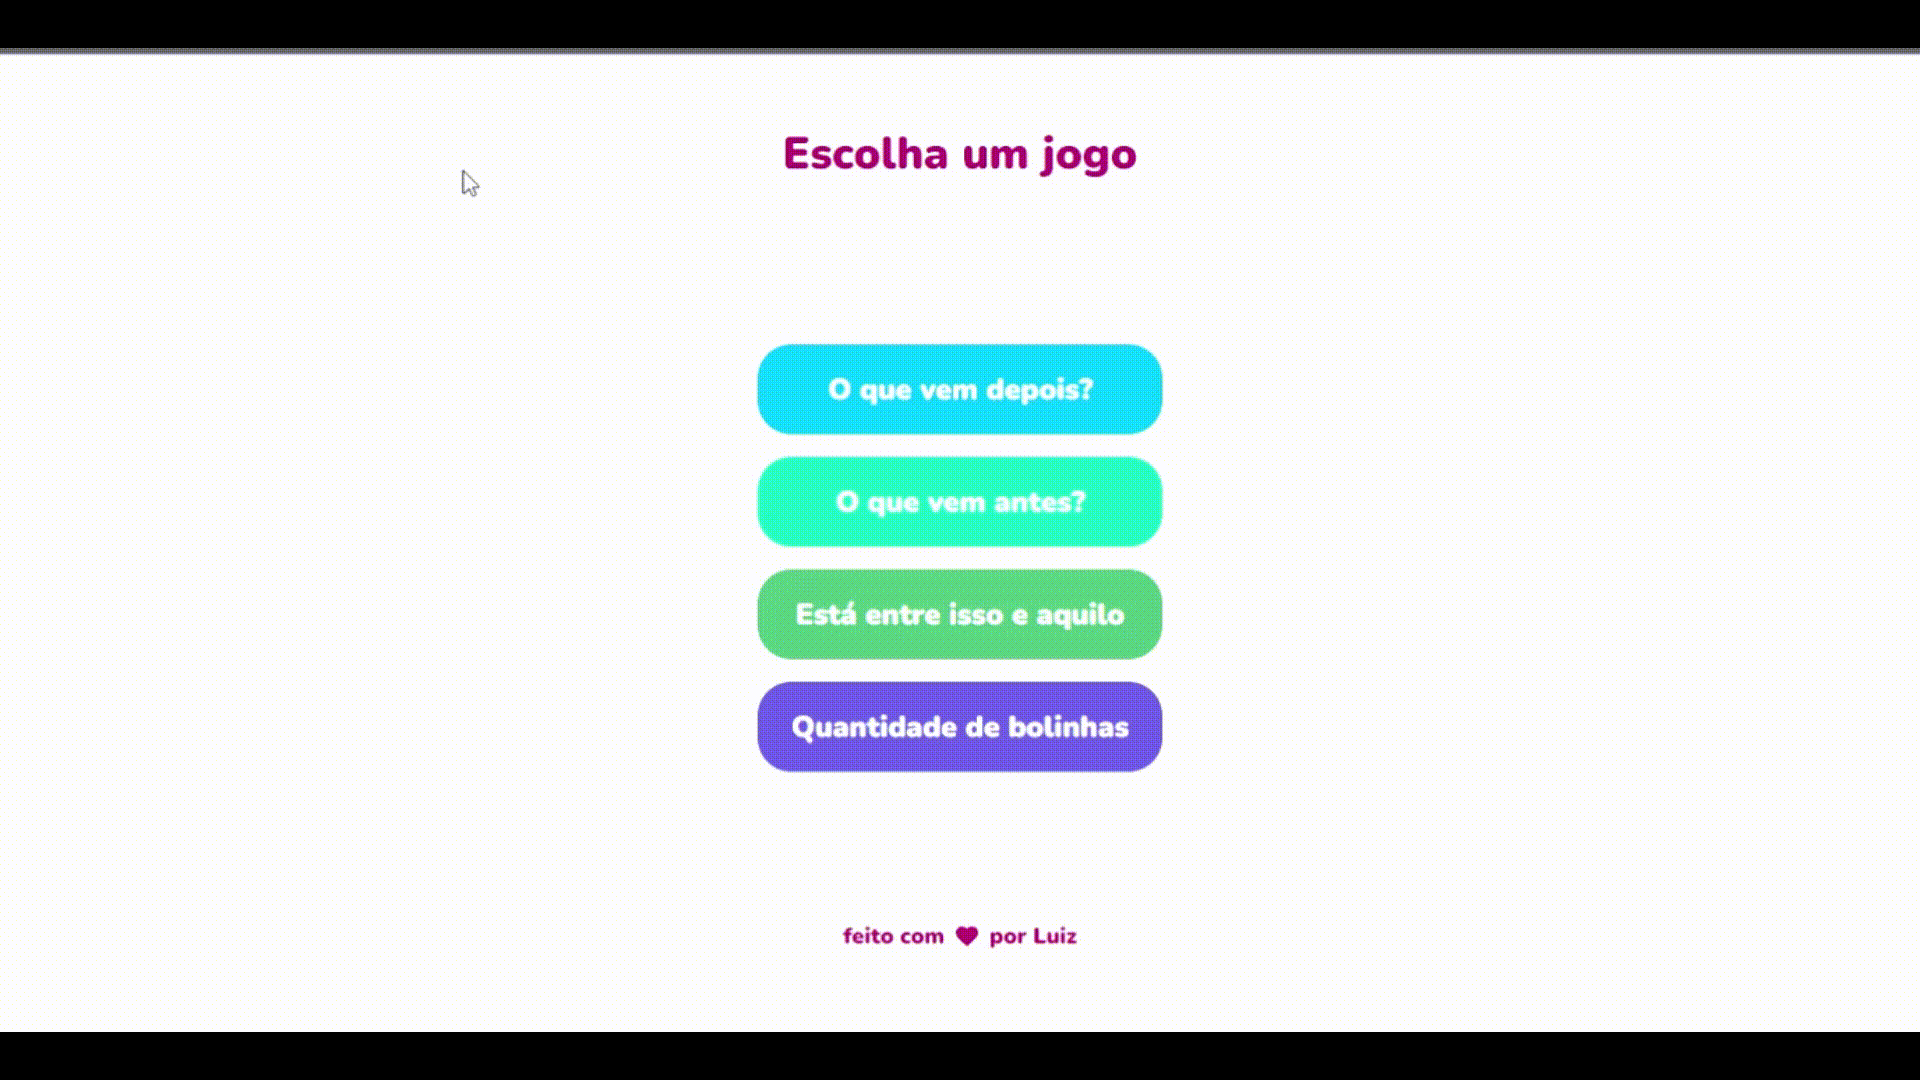 Escolha um jogo
O que vem depois?
O que vem antes?
Está entre isso e aquilo
Quantidade de bolinhas
feito com ♥ por Luiz